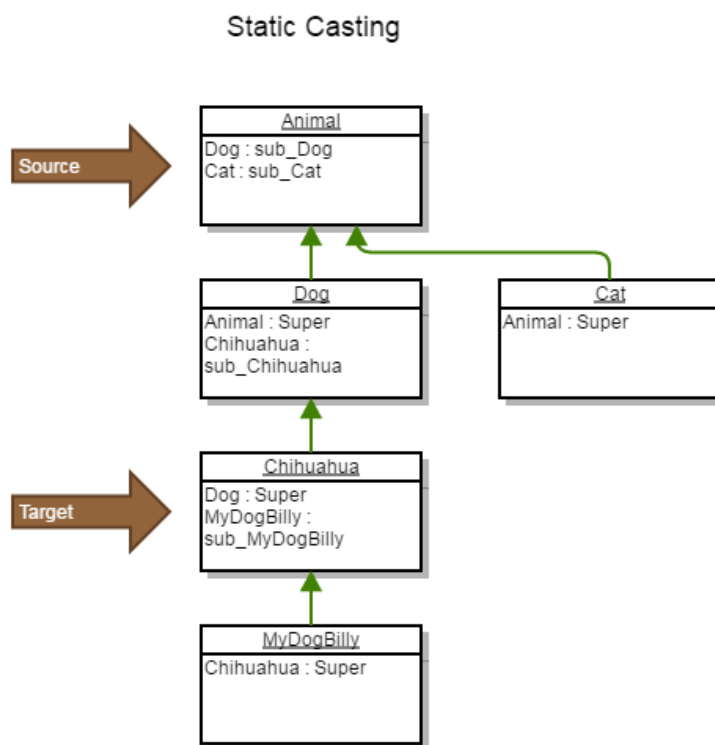 Static Casting
Animal
Source
Dog : sub_Dog
Cat : sub_Cat
Dog
Animal : Super
Chihuahua :
sub_Chihuahua
Cat
Animal : Super
Chihuahua
Target
Dog : Super
MyDogBilly :
sub_MyDogBilly
MyDogBilly
Chihuahua : Super